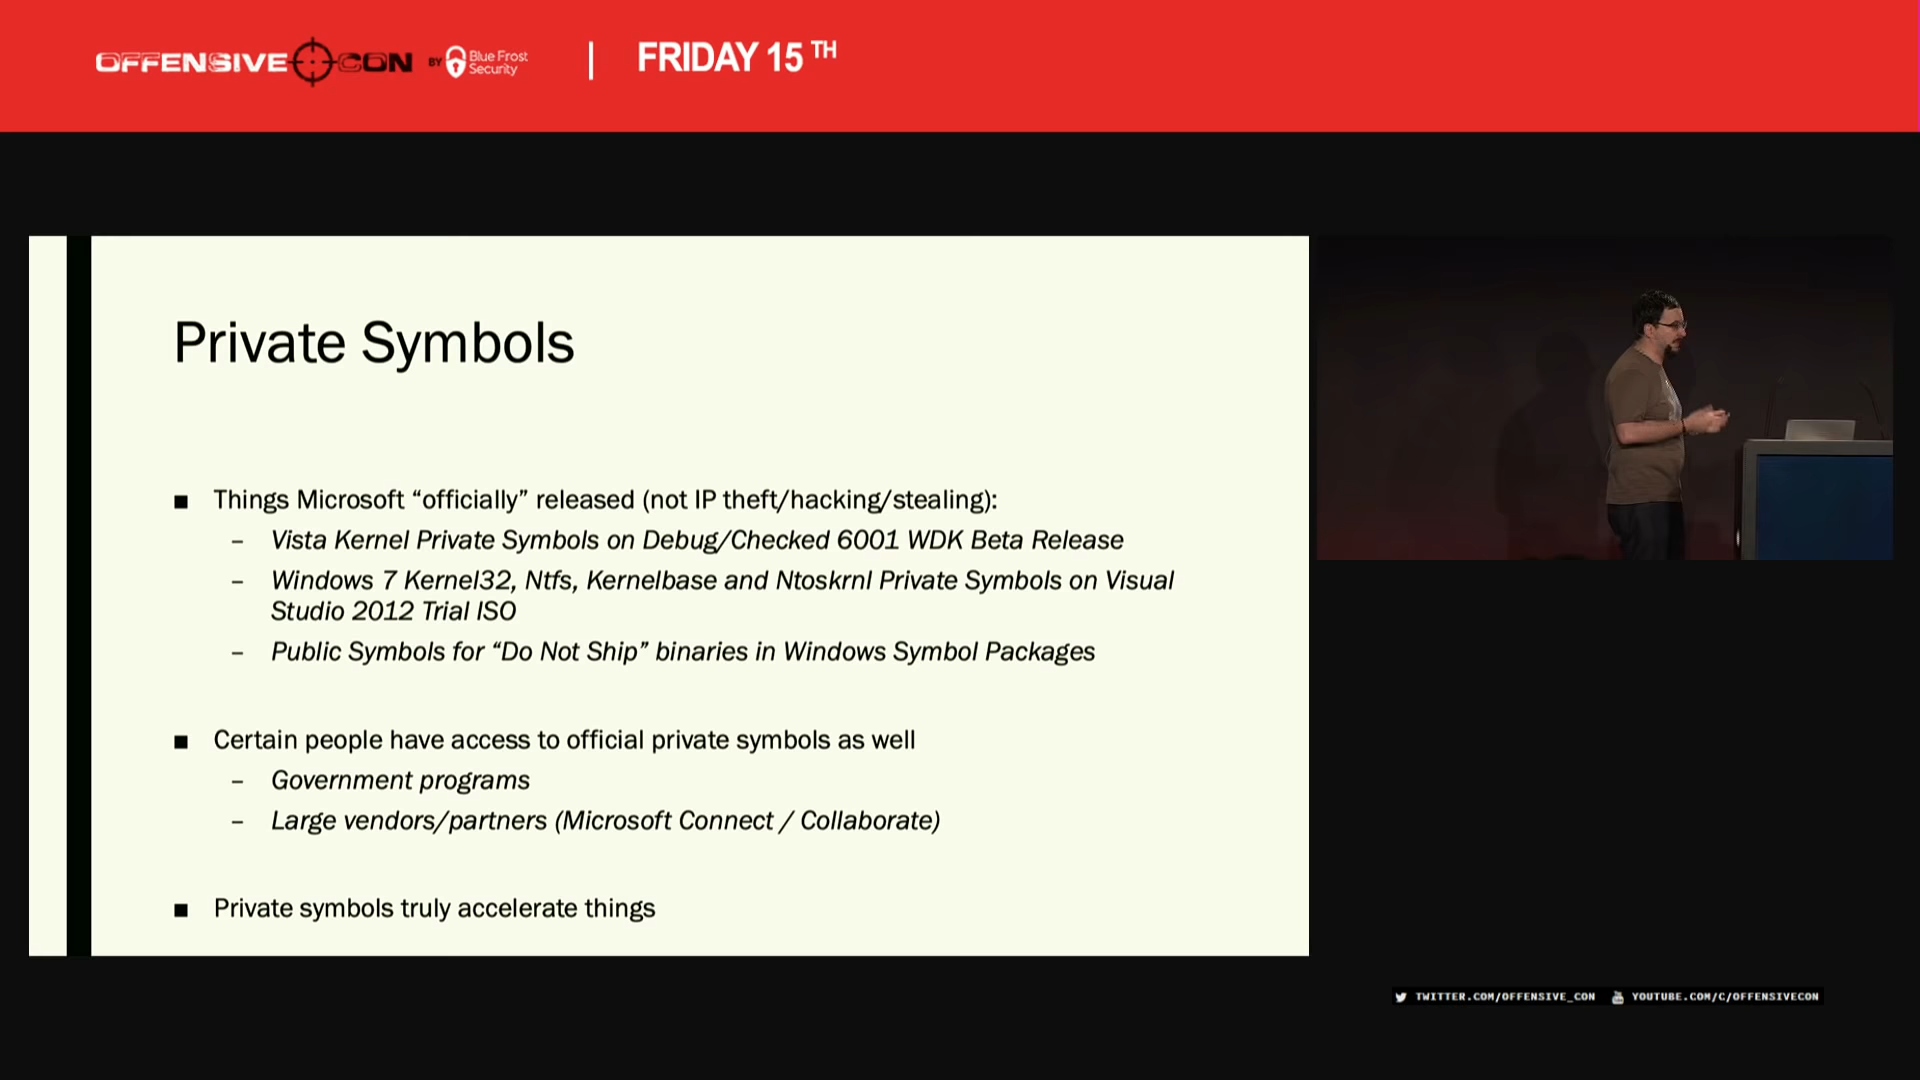 OFFENSIVE CON BY Blue Frost Security | FRIDAY 15 TH
Private Symbols
■ Things Microsoft “officially” released (not IP theft/hacking/stealing):
– Vista Kernel Private Symbols on Debug/Checked 6001 WDK Beta Release
– Windows 7 Kernel32, Ntfs, Kernelbase and Ntoskrnl Private Symbols on Visual
Studio 2012 Trial ISO
– Public Symbols for “Do Not Ship” binaries in Windows Symbol Packages
■ Certain people have access to official private symbols as well
– Government programs
– Large vendors/partners (Microsoft Connect / Collaborate)
■ Private symbols truly accelerate things
TWITTER.COM/OFFENSIVE_CON YOUTUBE.COM/C/OFFENSIVECON